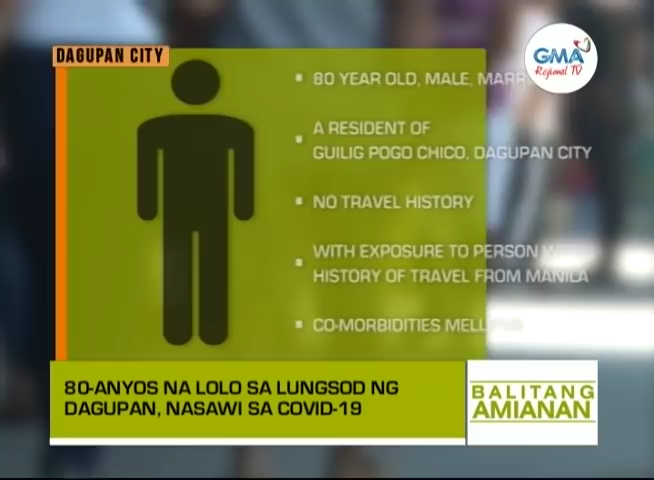 DAGUPAN CITY
GMA
Regional TV
80 YEAR OLD, MALE,
A RESIDENT OF
GUILIG POGO CHICO, DAGUPAN CITY
NO TRAVEL HISTORY
WITH EXPOSURE TO PERSON
HISTORY OF TRAVEL FROM MANILA
CO-MORBIDITIES
80-ANYOS NA LOLO SA LUNGSOD NG
DAGUPAN, NASAWI SA COVID-19
BALITANG
AMIANAN